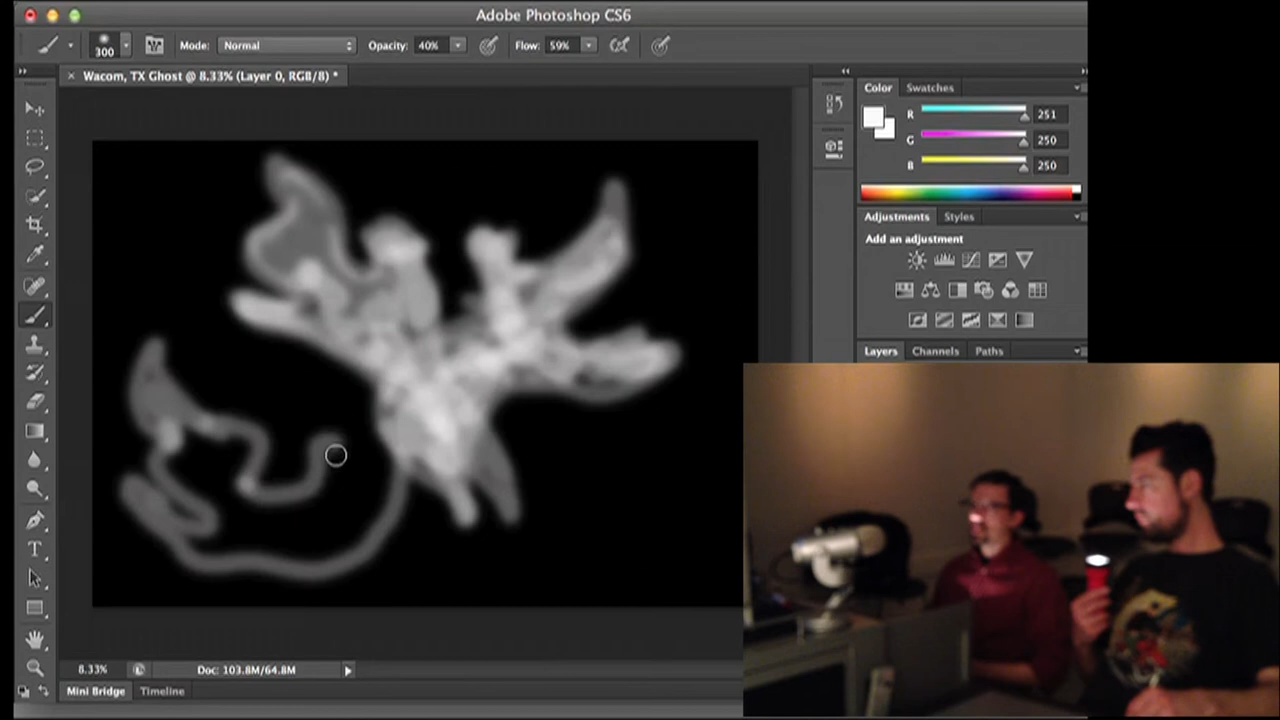 Adobe Photoshop CS6
300 Mode: Normal Opacity: 40% Flow: 59%
× Wacom, TX Ghost @ 8.33% (Layer 0, RGB/8) *
Color Swatches
R 251
G 250
B 250
Adjustments Styles
Add an adjustment
Layers Channels Paths
T
8.33% Doc: 103.8M/64.8M
Mini Bridge Timeline